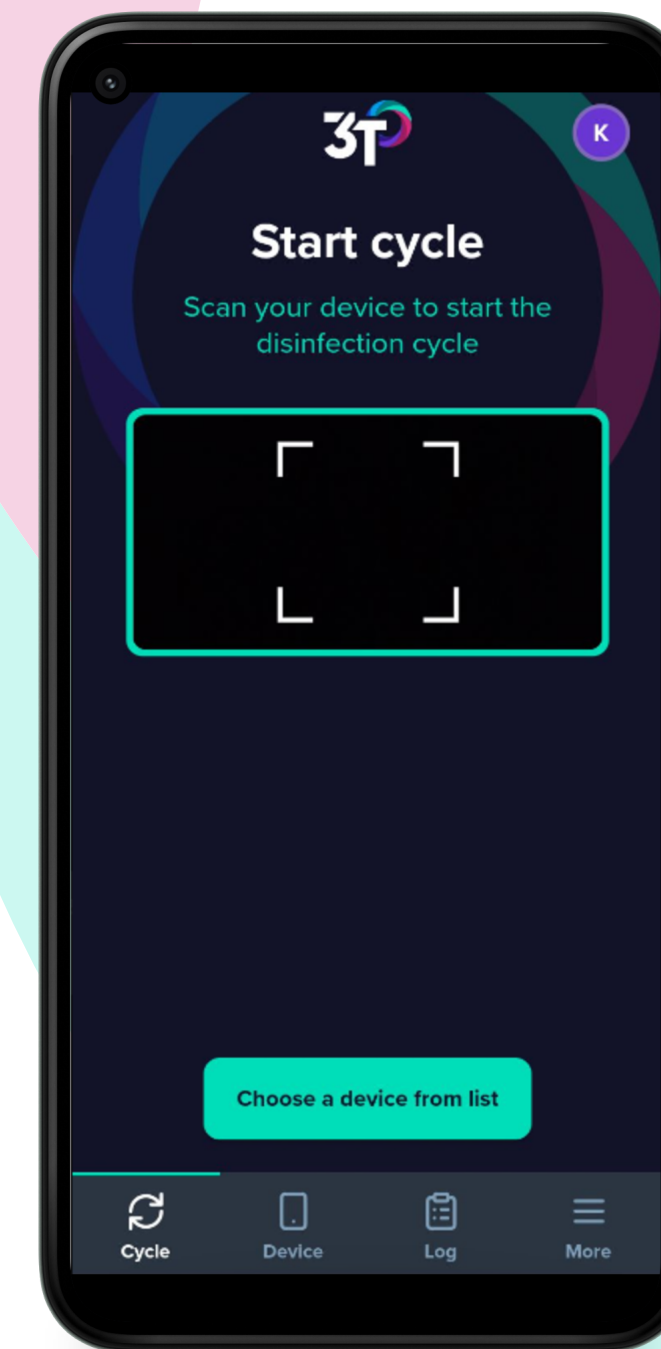 3T
K
Start cycle
Scan your device to start the
disinfection cycle
Choose a device from list
Cycle
Device
Log
More